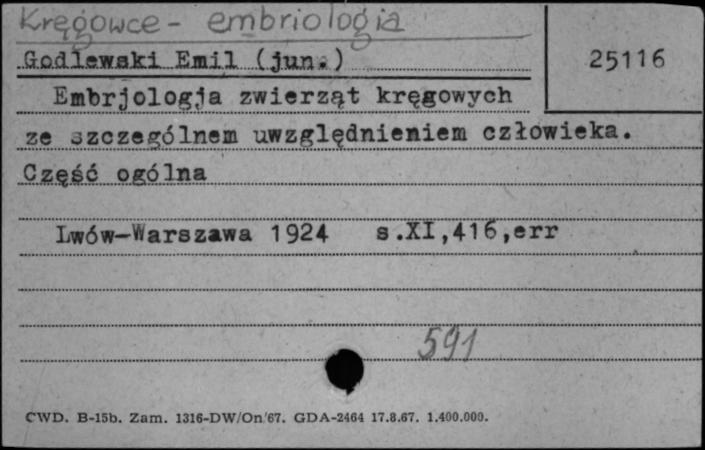 Kręgowce - embriologia
Godlewski Emil (jun.)
25116
Embrjologja zwierząt kręgowych
ze szczególnem uwzględnieniem człowieka.
Część ogólna
Lwów-Warszawa 1924 s.XI,416,err
591
CWD. B-15b. Zam. 1316-DW/On/67. GDA-2464 17.8.67. 1.400.000.